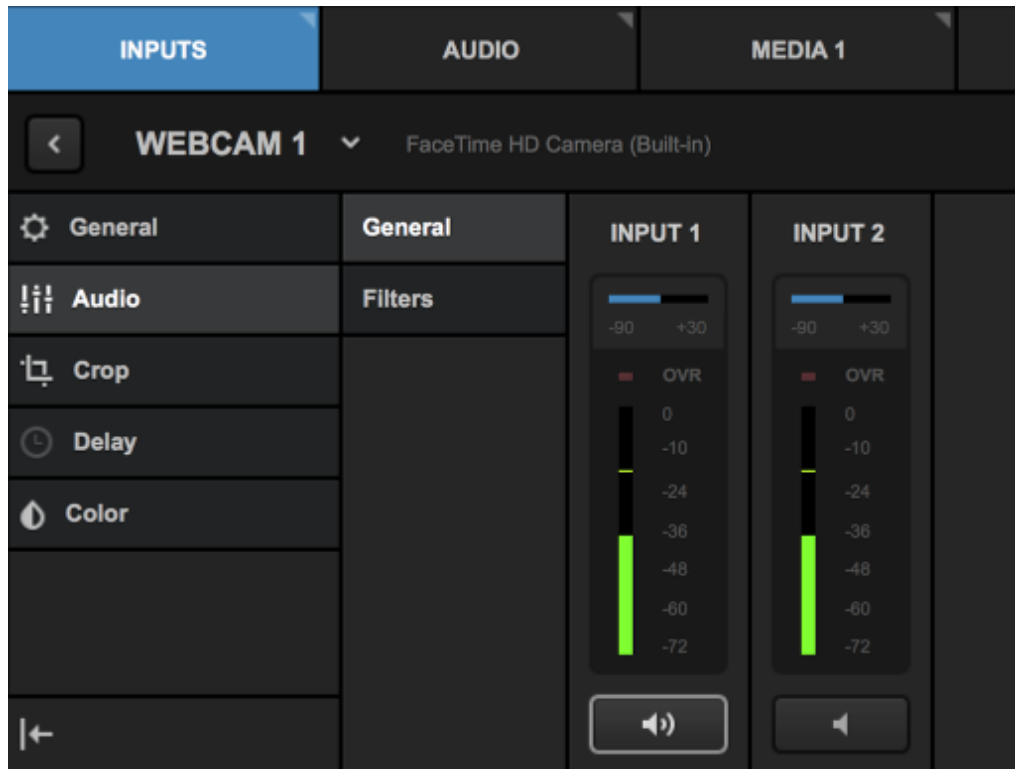 INPUTS
AUDIO
MEDIA 1
WEBCAM 1
FaceTime HD Camera (Built-in)
General
Audio
Crop
Delay
Color
General
Filters
INPUT 1
-90 +30
OVR
0
-10
-24
-36
-48
-60
-72
INPUT 2
-90 +30
OVR
0
-10
-24
-36
-48
-60
-72